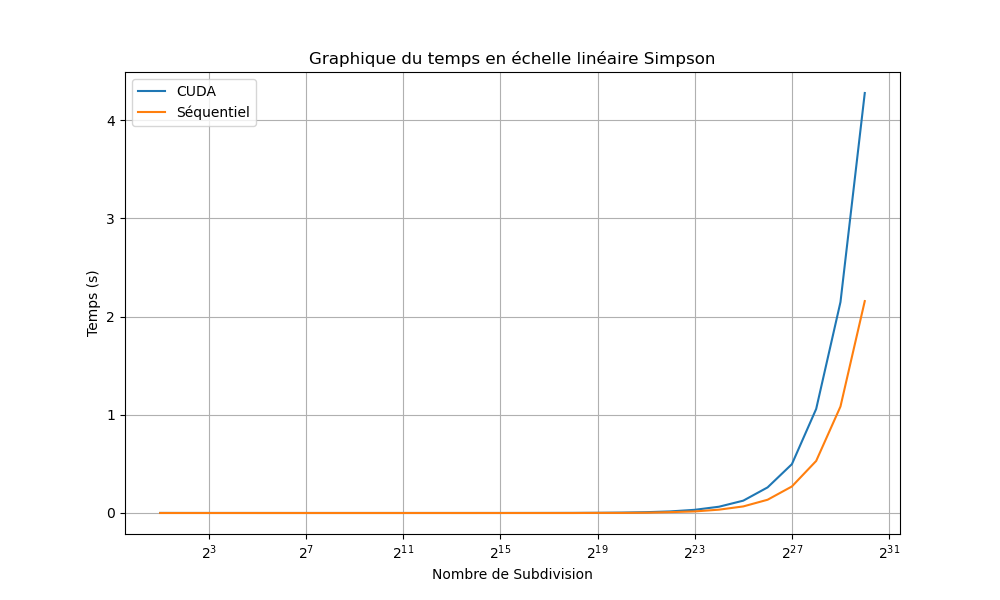 Graphique du temps en échelle linéaire Simpson
CUDA
Séquentiel
4
3
2
1
0
Temps (s)
2^3 2^7 2^11 2^15 2^19 2^23 2^27 2^31
Nombre de Subdivision